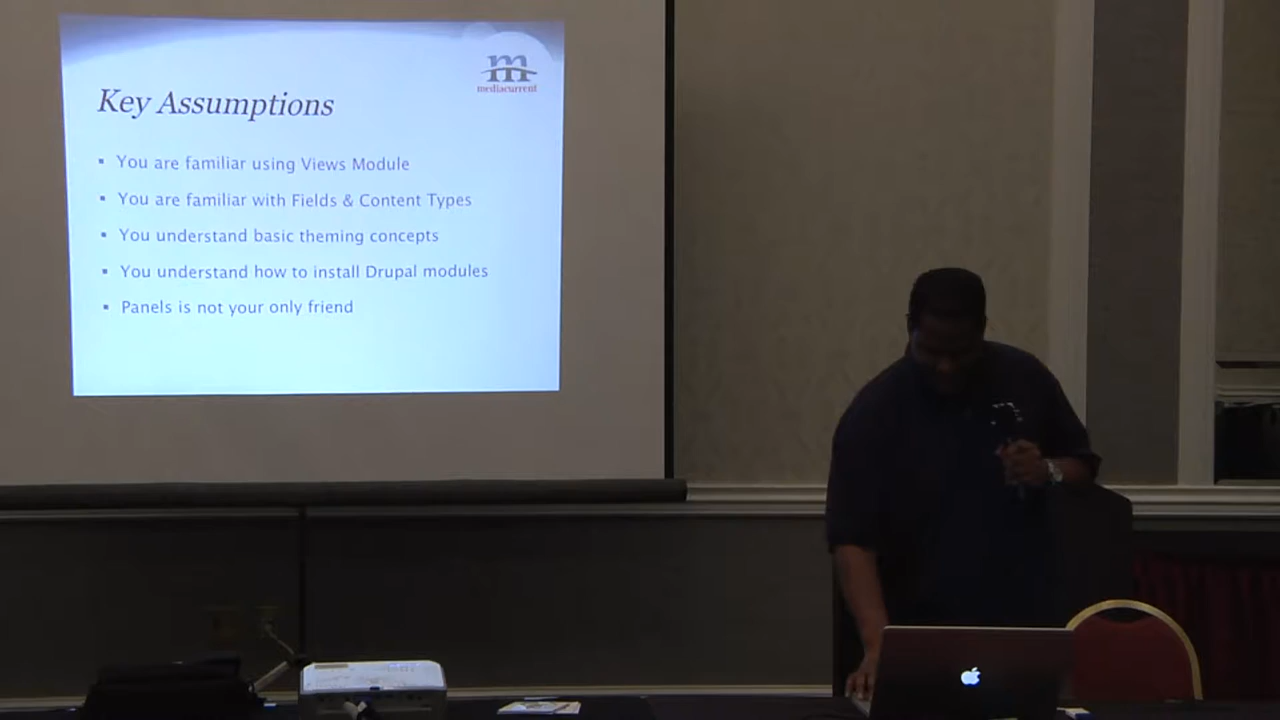 m
mediacurrent
Key Assumptions
You are familiar using Views Module
You are familiar with Fields & Content Types
You understand basic theming concepts
You understand how to install Drupal modules
Panels is not your only friend